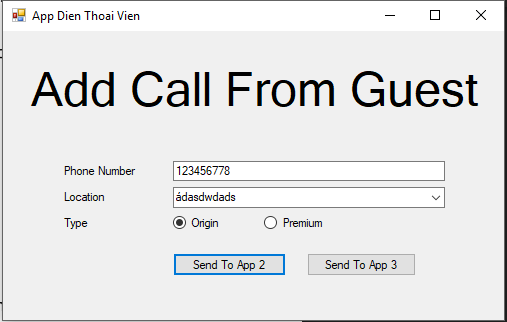 App Dien Thoai Vien
Add Call From Guest
Phone Number 123456778
Location ádasdwdads
Type Origin Premium
Send To App 2 Send To App 3